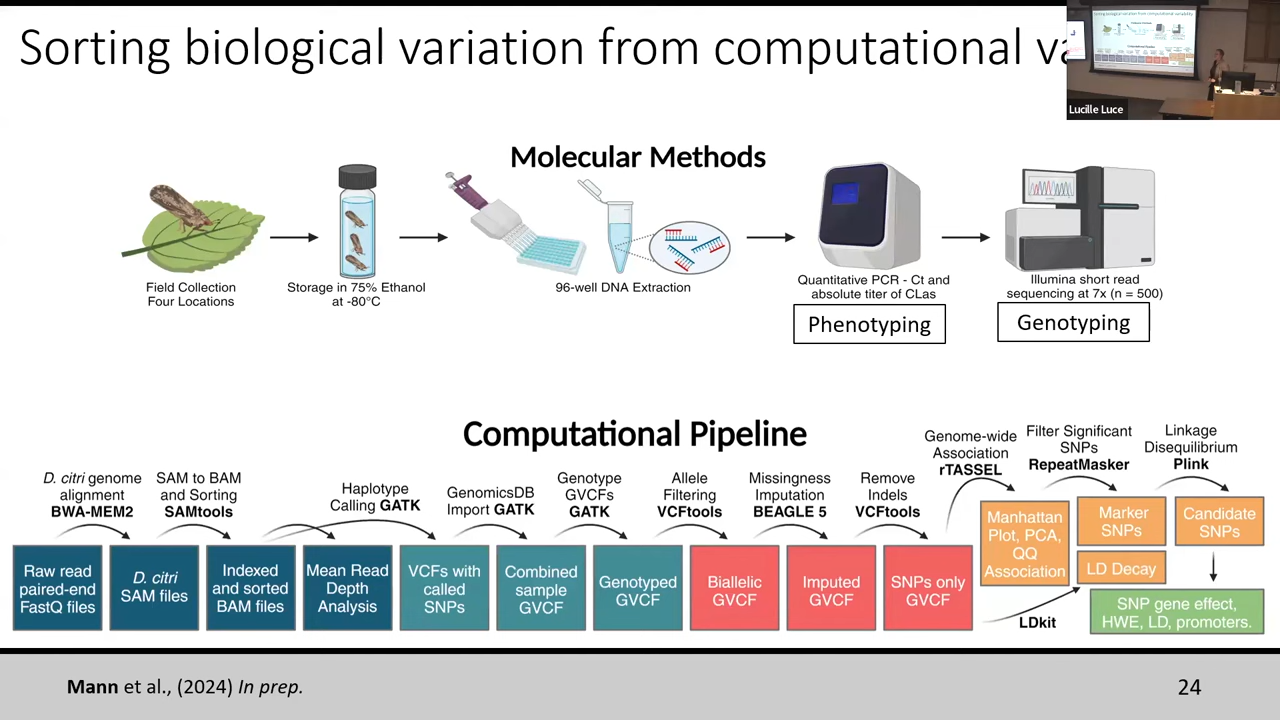 Sorting biological variation from computational va
Lucille Luce
Molecular Methods
Field Collection
Four Locations
Storage in 75% Ethanol
at -80°C
96-well DNA Extraction
Quantitative PCR - Ct and
absolute titer of CLas
Phenotyping
Illumina short read
sequencing at 7x (n = 500)
Genotyping
Computational Pipeline
D. citri genome
alignment
BWA-MEM2
SAM to BAM
and Sorting
SAMtools
Haplotype
Calling GATK
GenomicsDB
Import GATK
Genotype
GVCFs
GATK
Allele
Filtering
VCFtools
Missingness
Imputation
BEAGLE 5
Remove
Indels
VCFtools
Genome-wide
Association
rTASSEL
Filter Significant
SNPs
RepeatMasker
Linkage
Disequilibrium
Plink
Raw read
paired-end
FastQ files
D. citri
SAM files
Indexed
and sorted
BAM files
Mean Read
Depth
Analysis
VCFs with
called
SNPs
Combined
sample
GVCF
Genotyped
GVCF
Biallelic
GVCF
Imputed
GVCF
SNPs only
GVCF
Manhattan
Plot, PCA,
QQ
Association
Marker
SNPs
LD Decay
Candidate
SNPs
LDkit
SNP gene effect,
HWE, LD, promoters.
Mann et al., (2024) In prep.
24